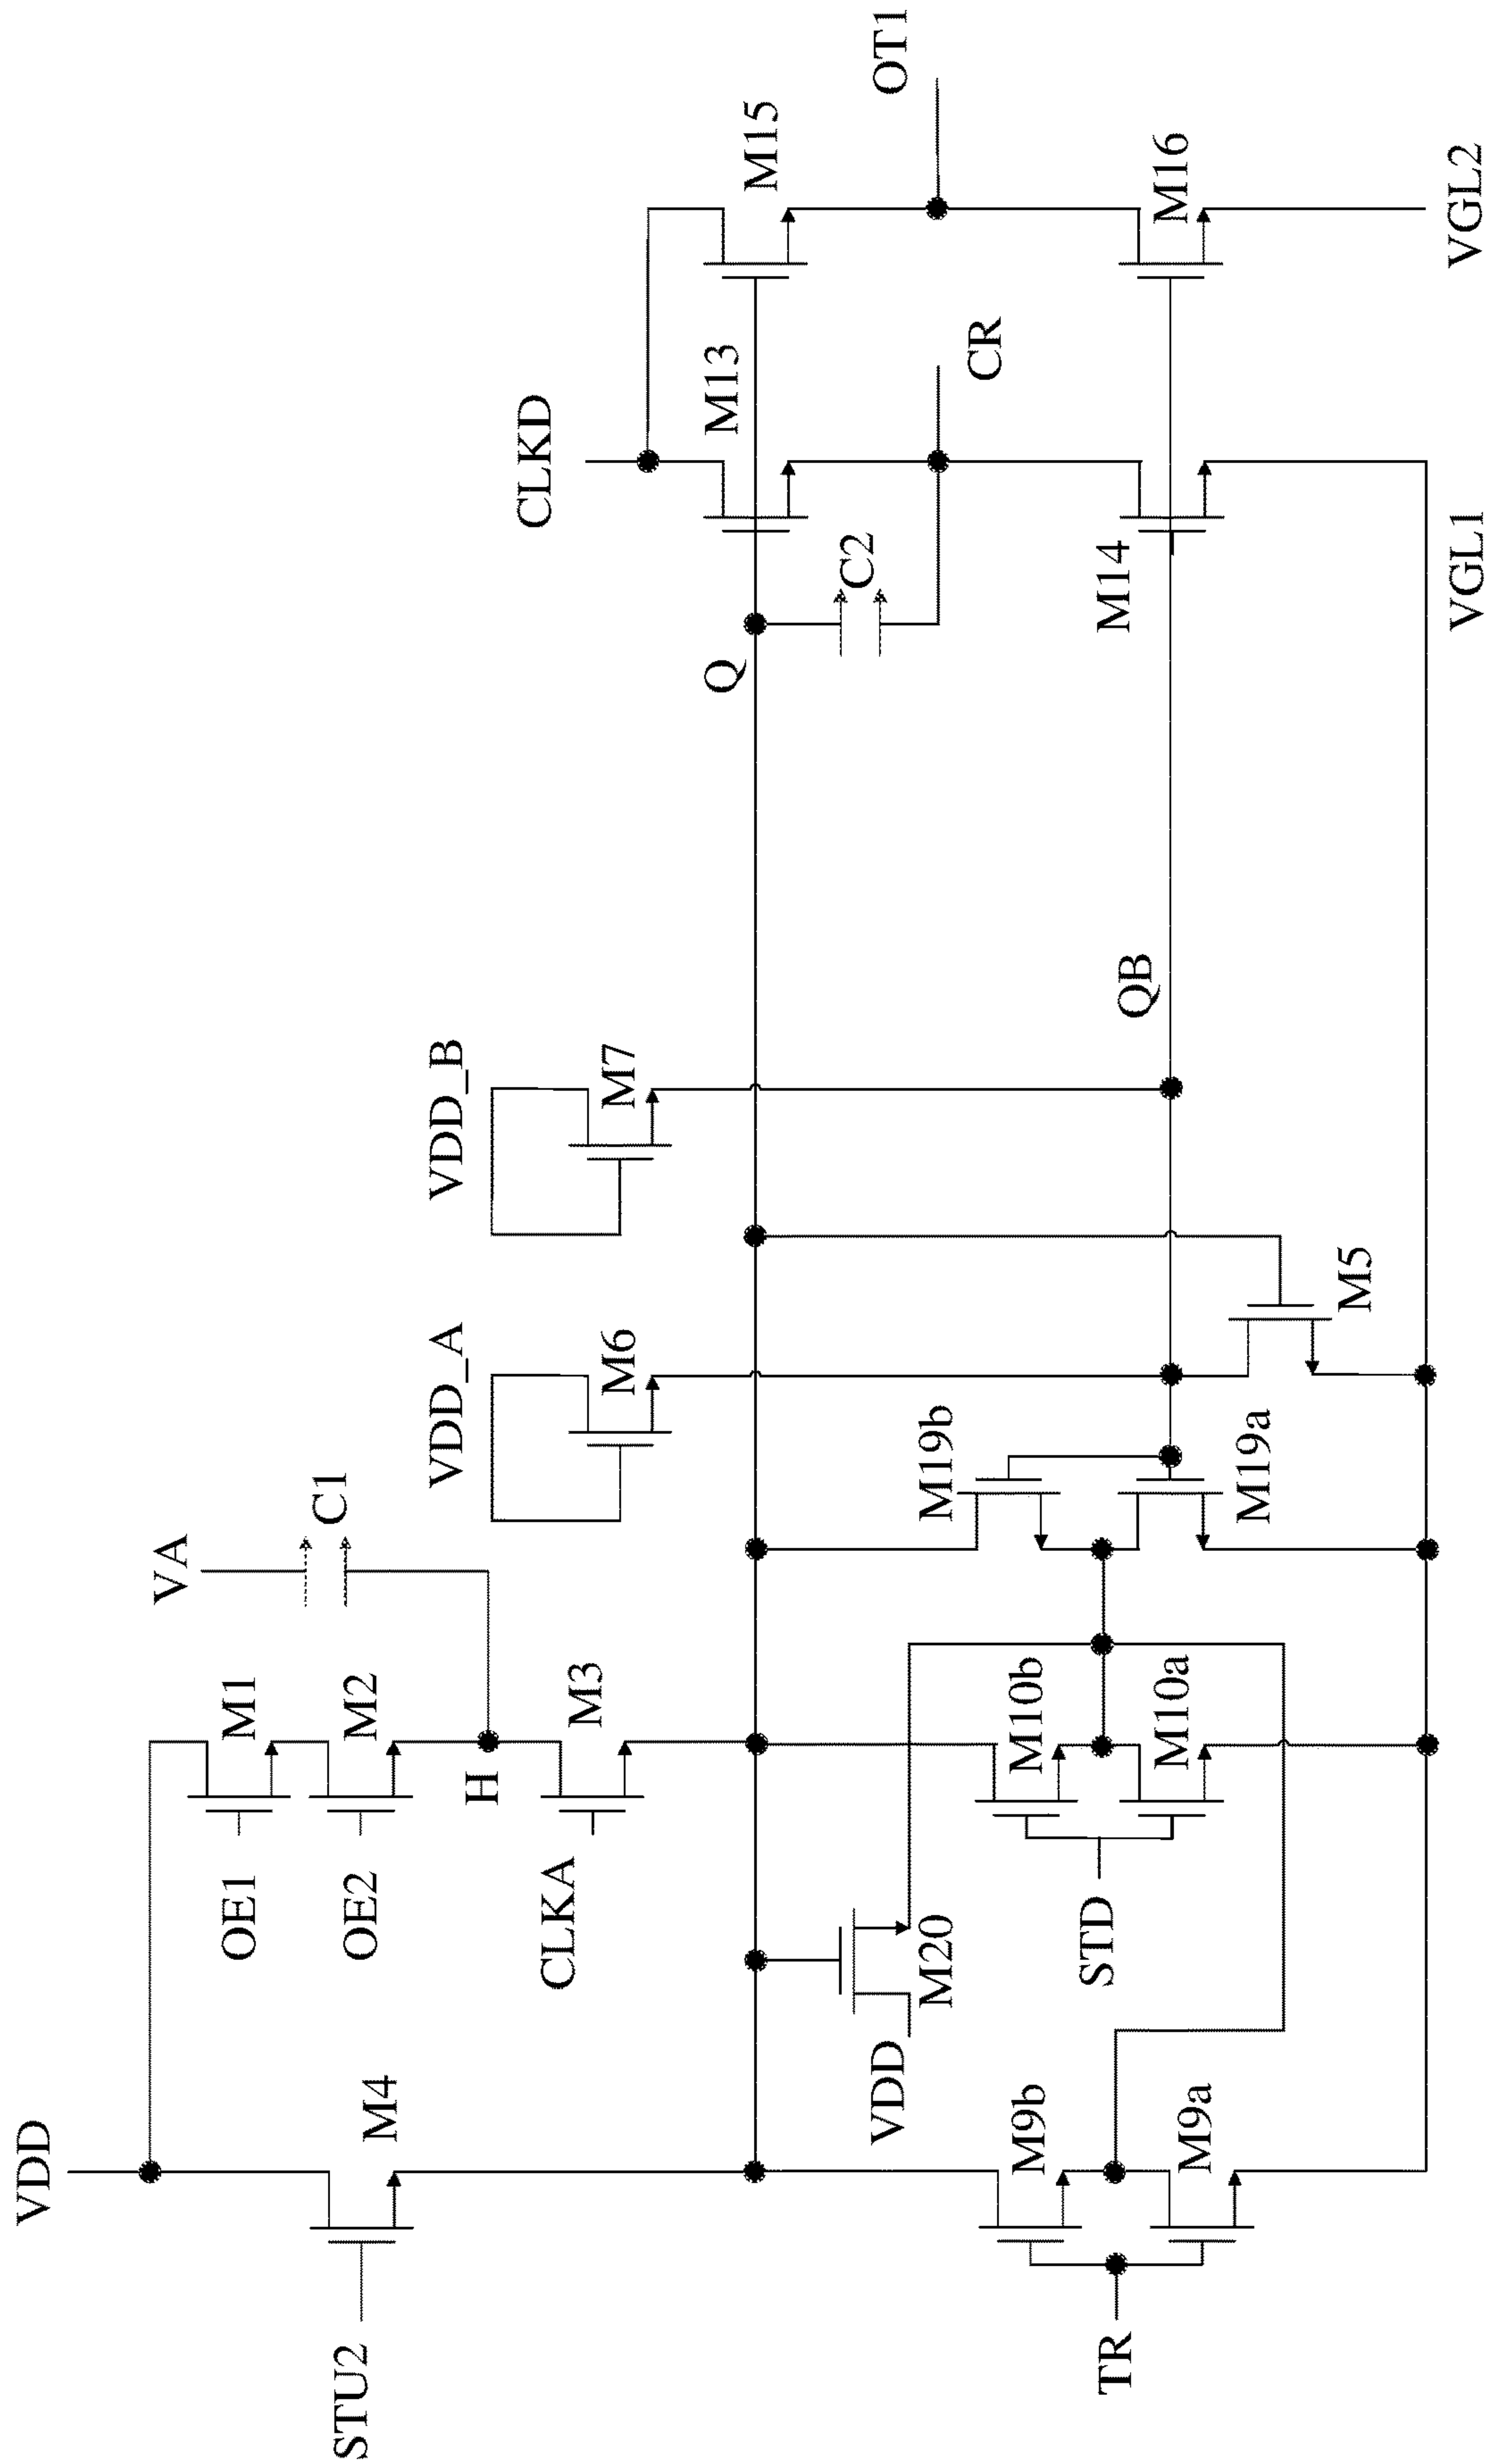 VDD
STU2
M4
OE1
M1
OE2
M2
H
CLKA
M3
VA
C1
VDD_A
M6
VDD_B
M7
CLKD
Q
M13
M15
C2
CR
OT1
VDD
M20
M19b
M19a
M5
QB
M14
M16
TR
M9b
M9a
STD
M10b
M10a
VGL1
VGL2